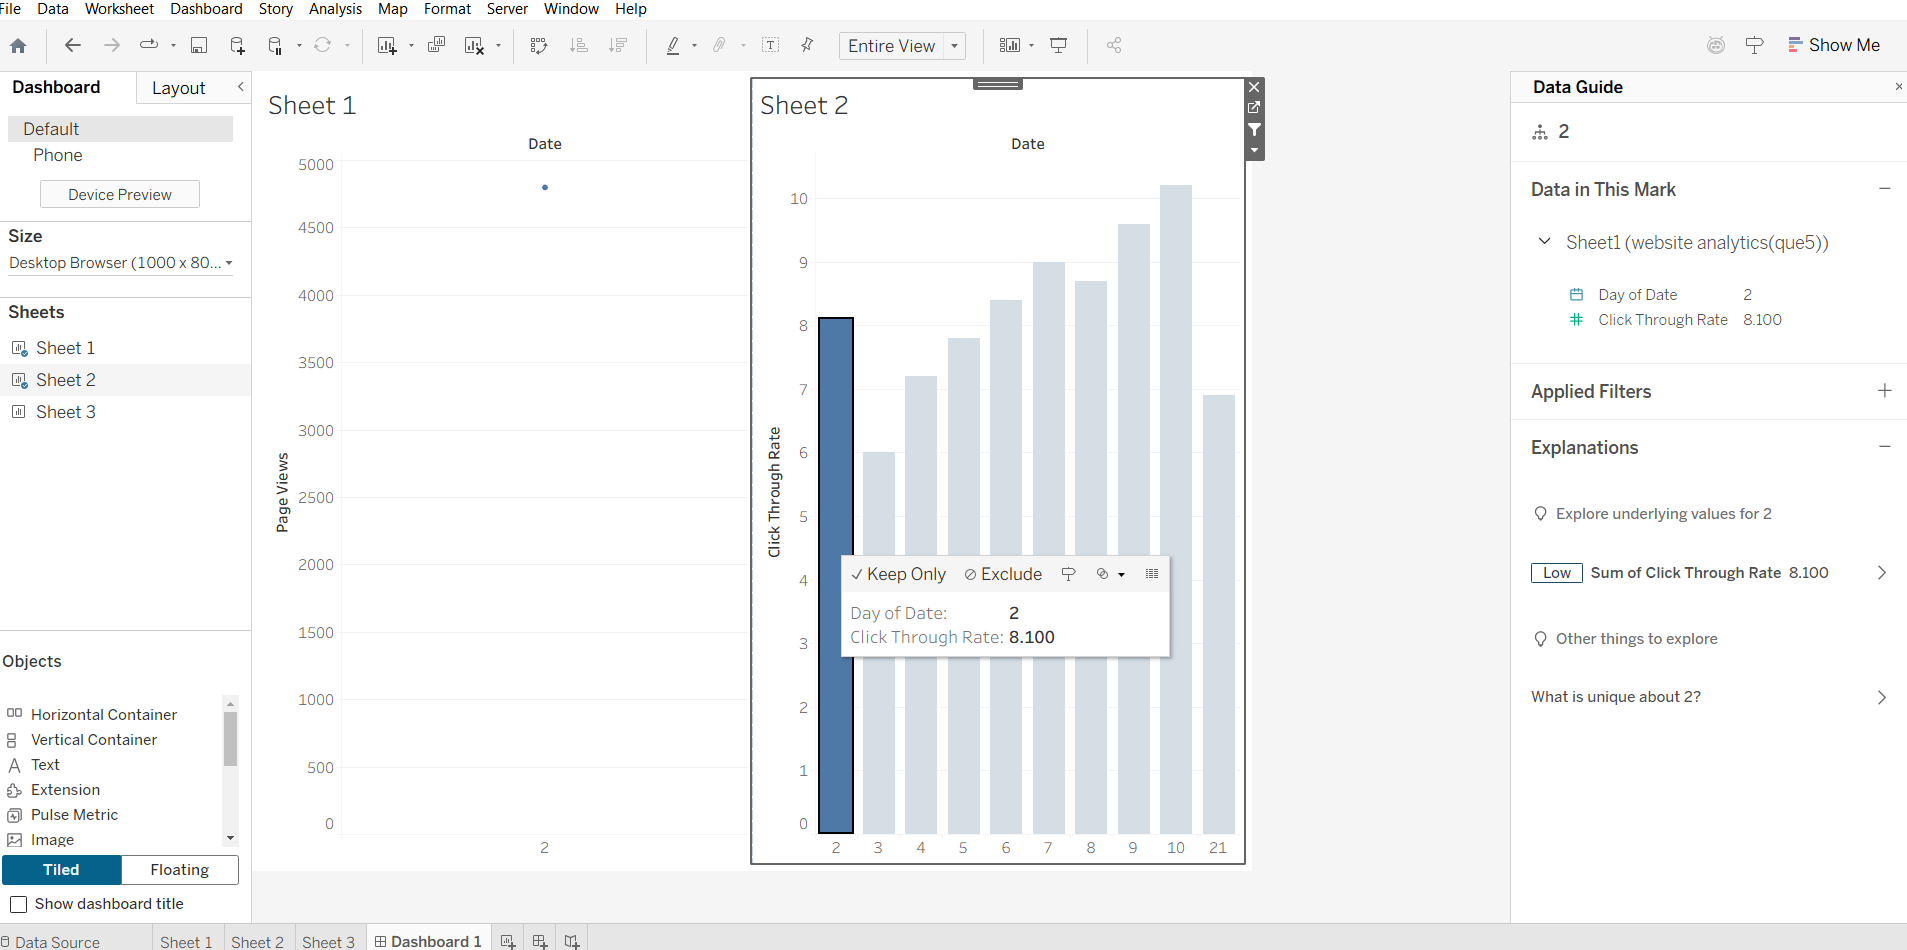 File Data Worksheet Dashboard Story Analysis Map Format Server Window Help
Entire View
Show Me
Dashboard
Layout
Default
Phone
Device Preview
Size
Desktop Browser (1000 x 80...
Sheets
Sheet 1
Sheet 2
Sheet 3
Objects
Horizontal Container
Vertical Container
Text
Extension
Pulse Metric
Image
Tiled
Floating
Show dashboard title
Sheet 1
Date
Page Views
5000
4500
4000
3500
3000
2500
2000
1500
1000
500
0
2
Sheet 2
Date
Click Through Rate
10
9
8
7
6
5
4
3
2
1
0
2 3 4 5 6 7 8 9 10 21
Keep Only Exclude
Day of Date: 2
Click Through Rate: 8.100
Data Guide
2
Data in This Mark
Sheet1 (website analytics(que5))
Day of Date 2
Click Through Rate 8.100
Applied Filters
Explanations
Explore underlying values for 2
Low Sum of Click Through Rate 8.100
Other things to explore
What is unique about 2?
Data Source Sheet 1 Sheet 2 Sheet 3 Dashboard 1